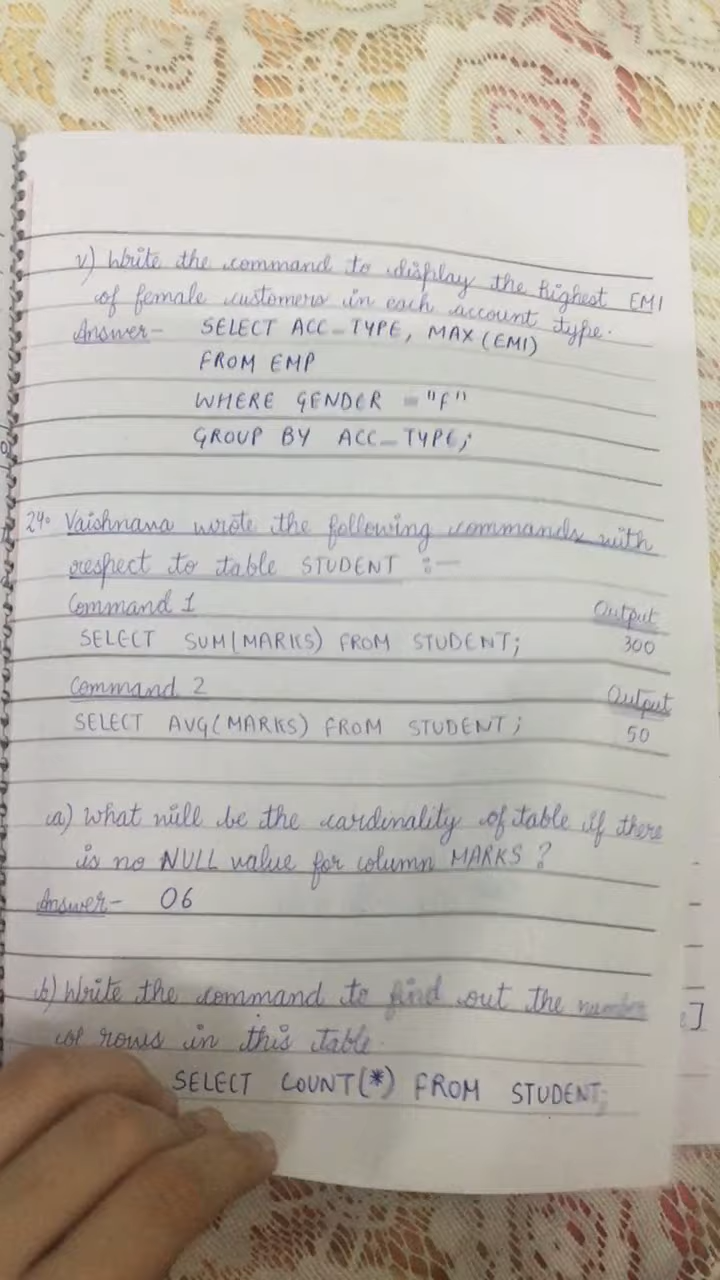 v) Write the command to display the highest EMI
of female customers in each account type.
Answer- SELECT ACC_TYPE, MAX(EMI)
FROM EMP
WHERE GENDER = "F"
GROUP BY ACC_TYPE;
24. Vaishnana wrote the following commands with
respect to table STUDENT :-
Command 1 Output
SELECT SUM(MARKS) FROM STUDENT; 300
Command 2 Output
SELECT AVG(MARKS) FROM STUDENT; 50
a) What will be the cardinality of table if there
is no NULL value for column MARKS?
Answer- 06
b) Write the command to find out the number
of rows in this table.
SELECT COUNT(*) FROM STUDENT;
]